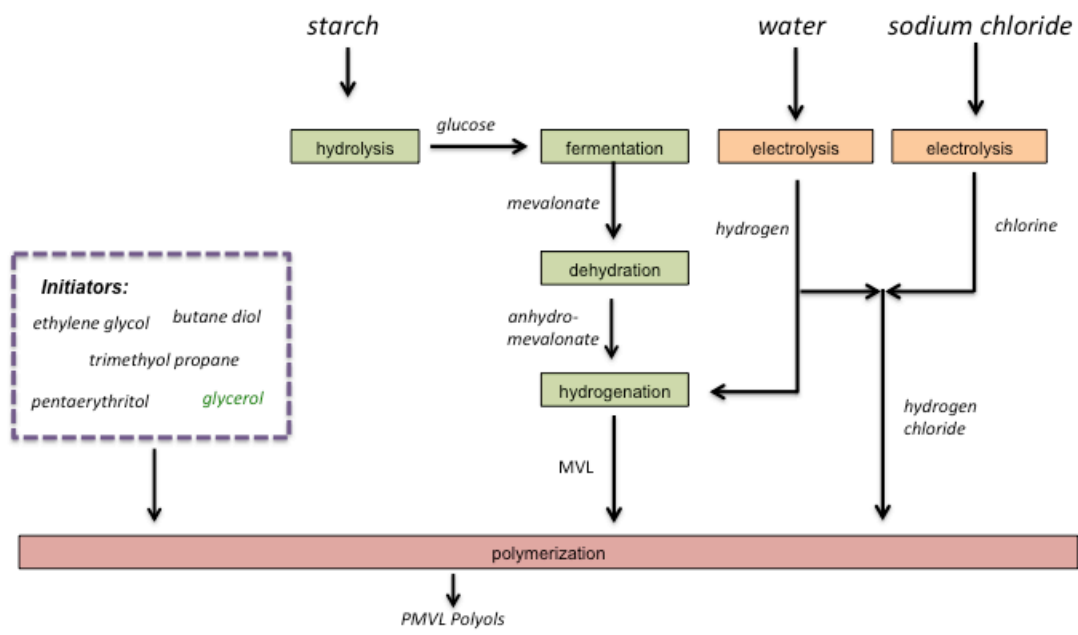 starch
water
sodium chloride
hydrolysis
glucose
fermentation
electrolysis
electrolysis
mevalonate
hydrogen
chlorine
dehydration
Initiators:
ethylene glycol
butane diol
trimethyol propane
pentaerythritol
glycerol
anhydro-
mevalonate
hydrogenation
hydrogen
chloride
MVL
polymerization
PMVL Polyols